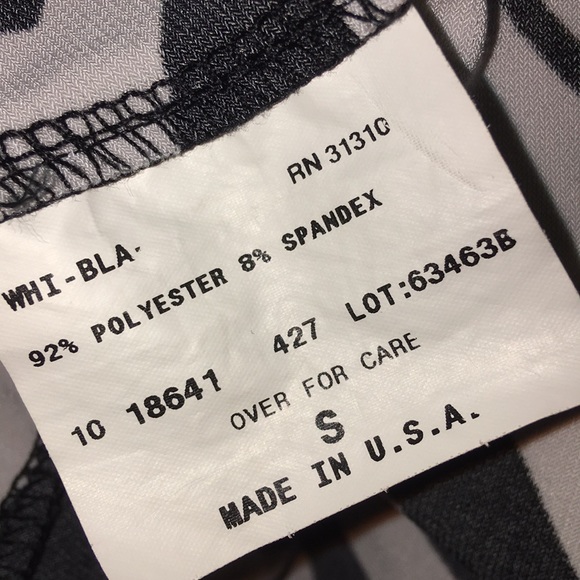 RN 31310
WHI-BLA
92% POLYESTER 8% SPANDEX
10 18641 427 LOT:63463B
OVER FOR CARE
S
MADE IN U.S.A.